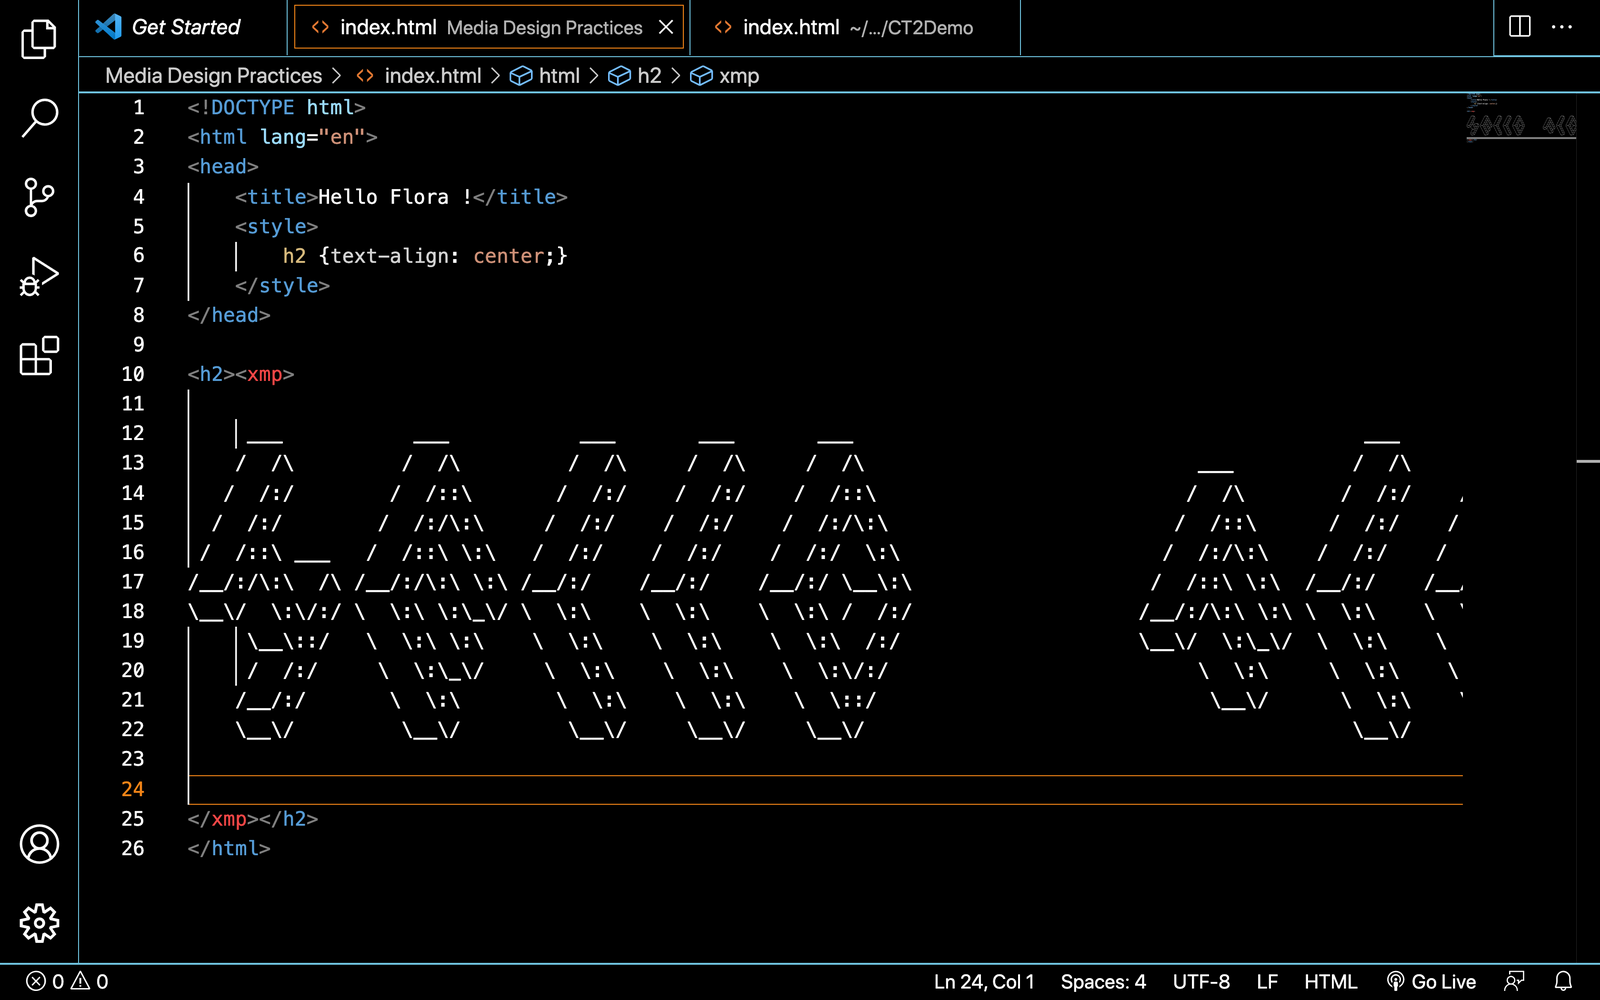 Get Started
index.html Media Design Practices
index.html ~/.../CT2Demo
Media Design Practices > index.html > html > h2 > xmp
1 <!DOCTYPE html>
2 <html lang="en">
3 <head>
4     <title>Hello Flora !</title>
5     <style>
6         h2 {text-align: center;}
7     </style>
8 </head>
9
10 <h2><xmp>
11
12      ___           ___           ___       ___       ___                                           ___
13     /  /\         /  /\         /  /\     /  /\     /  /\                            ___          /  /\
14    /  /:/        /  /::\       /  /:/    /  /:/    /  /::\                          /  /\        /  /:/    /
15   /  /:/        /  /:/\:\     /  /:/    /  /:/    /  /:/\:\                        /  /::\      /  /:/    /
16  /  /::\ ___   /  /::\ \:\   /  /:/    /  /:/    /  /:/  \:\                      /  /:/\:\    /  /:/    /
17 /__/:/\:\  /\ /__/:/\:\ \:\ /__/:/    /__/:/    /__/:/ \__\:\                    /  /::\ \:\  /__/:/    /__/
18 \__\/  \:\/:/ \  \:\ \:\_\/ \  \:\    \  \:\    \  \:\ /  /:/                   /__/:/\:\ \:\ \  \:\    \  \
19      \__\::/   \  \:\ \:\    \  \:\    \  \:\    \  \:\  /:/                    \__\/  \:\_\/  \  \:\    \
20      /  /:/     \  \:\_\/     \  \:\    \  \:\    \  \:\/:/                          \  \:\     \  \:\    \
21     /__/:/       \  \:\        \  \:\    \  \:\    \  \::/                            \__\/      \  \:\    \
22     \__\/         \__\/         \__\/     \__\/     \__\/                                         \__\/
23
24
25 </xmp></h2>
26 </html>
0 0
Ln 24, Col 1
Spaces: 4
UTF-8
LF
HTML
Go Live